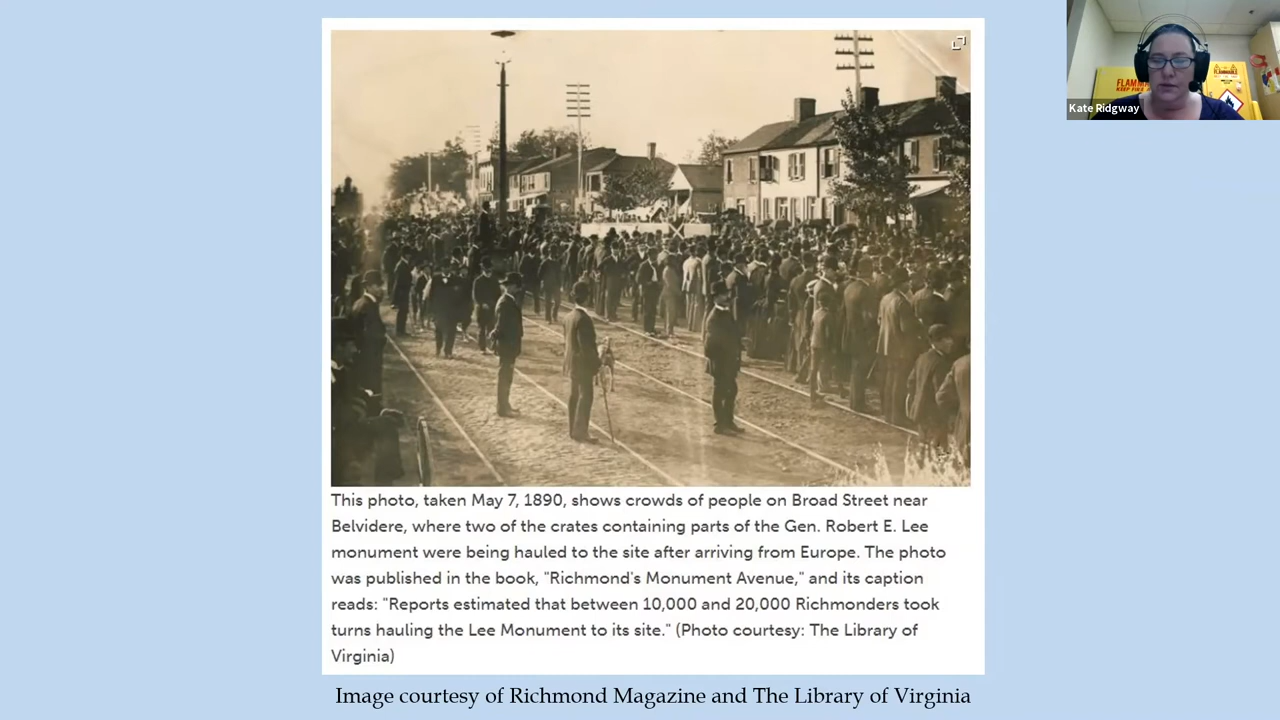 FLAMMABLE
Kate Ridgway
This photo, taken May 7, 1890, shows crowds of people on Broad Street near
Belvidere, where two of the crates containing parts of the Gen. Robert E. Lee
monument were being hauled to the site after arriving from Europe. The photo
was published in the book, "Richmond's Monument Avenue," and its caption
reads: "Reports estimated that between 10,000 and 20,000 Richmonders took
turns hauling the Lee Monument to its site." (Photo courtesy: The Library of
Virginia)
Image courtesy of Richmond Magazine and The Library of Virginia